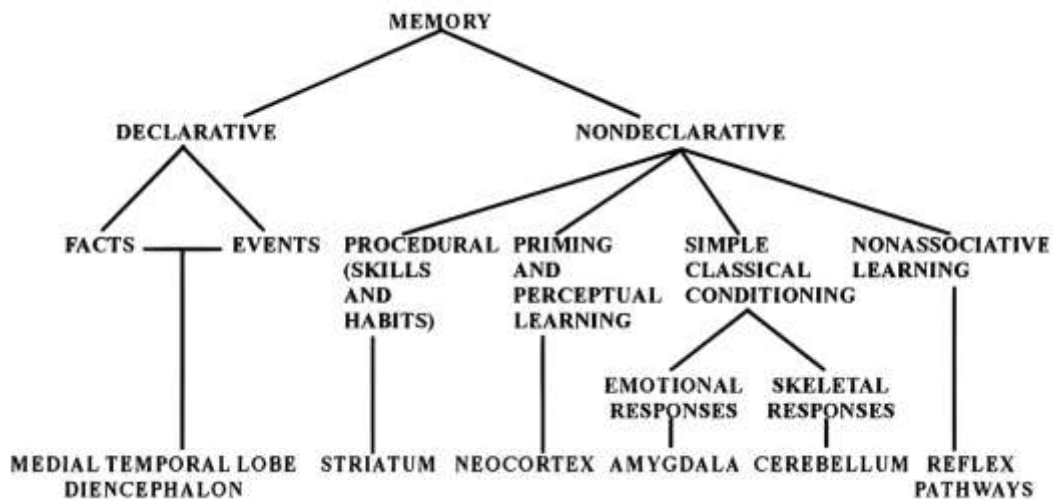 MEMORY
DECLARATIVE
NONDECLARATIVE
FACTS
EVENTS
PROCEDURAL
(SKILLS
AND
HABITS)
PRIMING
AND
PERCEPTUAL
LEARNING
SIMPLE
CLASSICAL
CONDITIONING
NONASSOCIATIVE
LEARNING
EMOTIONAL
RESPONSES
SKELETAL
RESPONSES
MEDIAL TEMPORAL LOBE
DIENCEPHALON
STRIATUM
NEOCORTEX
AMYGDALA
CEREBELLUM
REFLEX
PATHWAYS